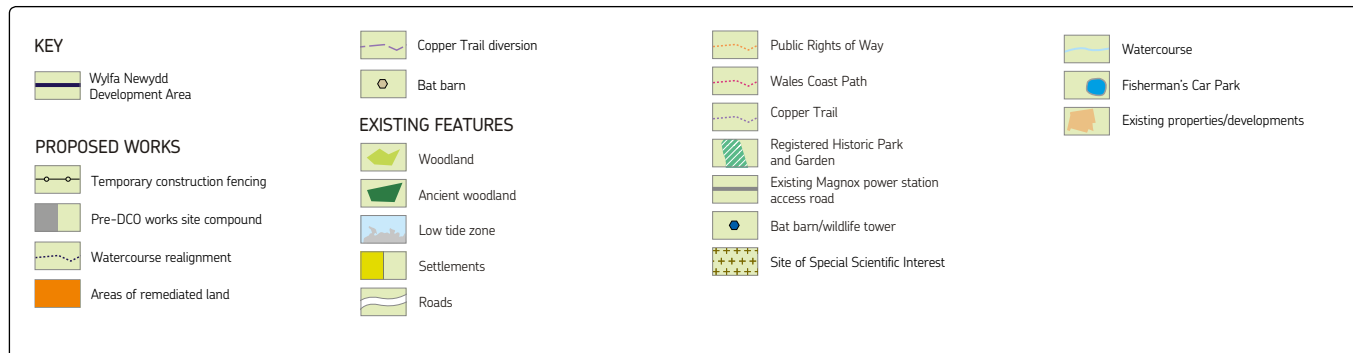 KEY
Wylfa Newydd
Development Area
PROPOSED WORKS
Temporary construction fencing
Pre-DCO works site compound
Watercourse realignment
Areas of remediated land
Copper Trail diversion
Bat barn
EXISTING FEATURES
Woodland
Ancient woodland
Low tide zone
Settlements
Roads
Public Rights of Way
Wales Coast Path
Copper Trail
Registered Historic Park
and Garden
Existing Magnox power station
access road
Bat barn/wildlife tower
Site of Special Scientific Interest
Watercourse
Fisherman's Car Park
Existing properties/developments